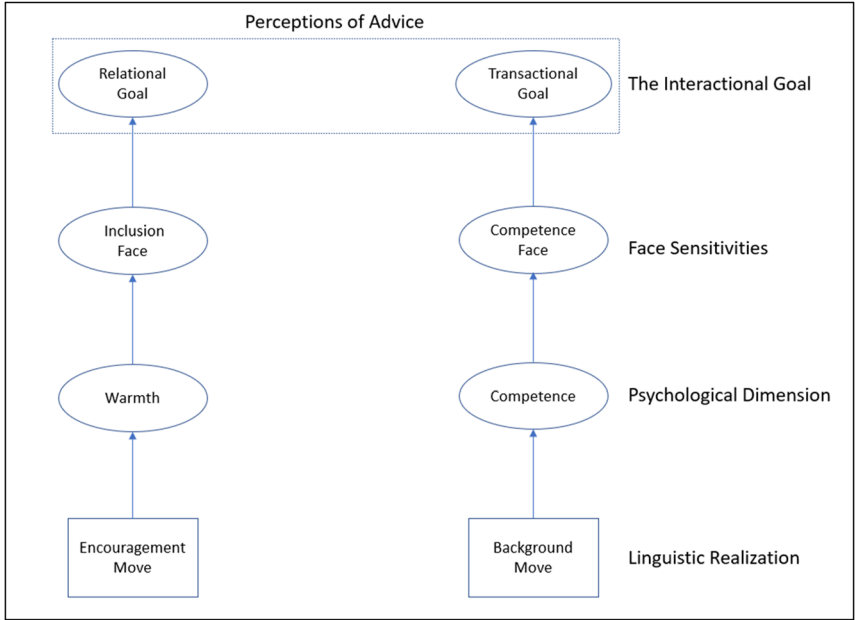 Perceptions of Advice
Relational
Goal
Transactional
Goal
The Interactional Goal
Inclusion
Face
Competence
Face
Face Sensitivities
Warmth
Competence
Psychological Dimension
Encouragement
Move
Background
Move
Linguistic Realization